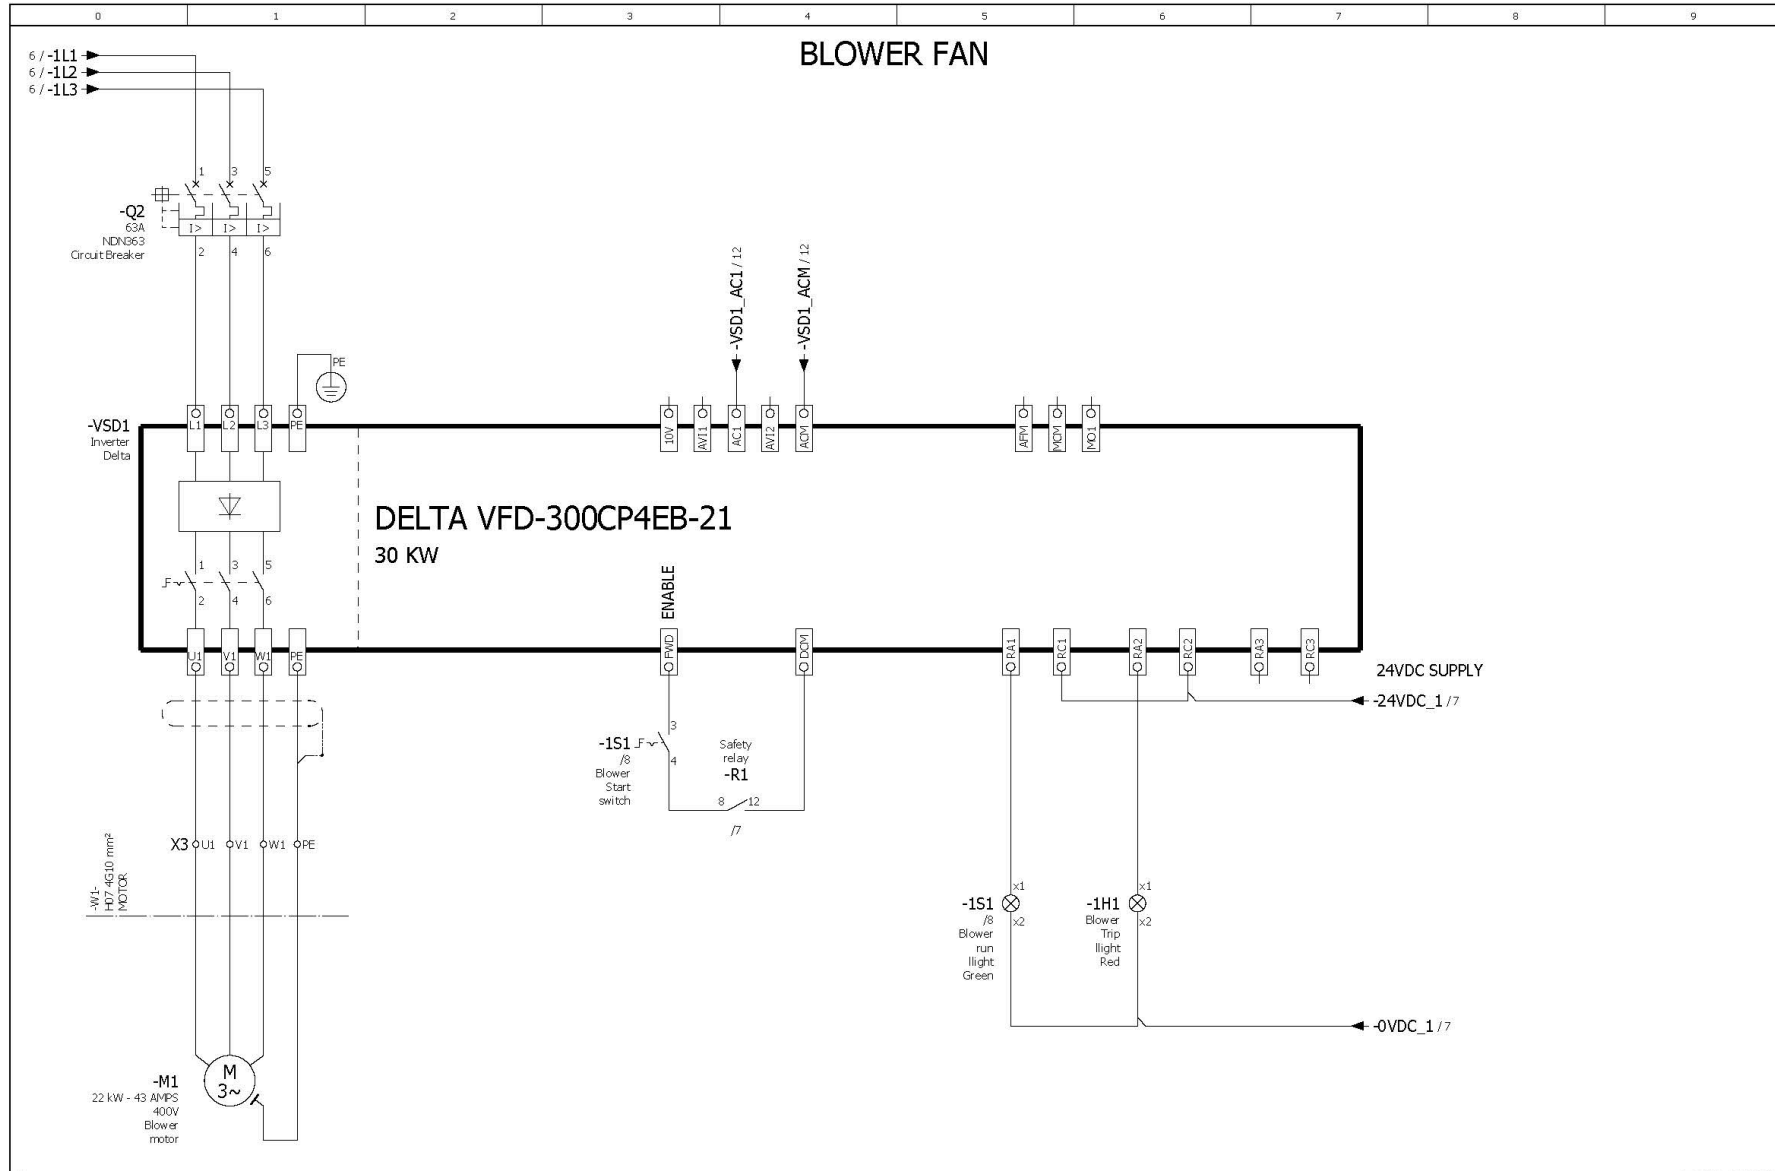 0 1 2 3 4 5 6 7 8 9
BLOWER FAN
6 / -1L1
6 / -1L2
6 / -1L3
1 3 5
-Q2
63A
NDN363
Circuit Breaker
I> I> I>
2 4 6
-VSD1_AC1 / 12
-VSD1_ACM / 12
PE
-VSD1
Inverter
Delta
L1 L2 L3 PE
10V AVI1 AC1 AVI2 ACM
AFM MCM MO1
DELTA VFD-300CP4EB-21
30 KW
1 3 5
2 4 6
ENABLE
U1 V1 W1 PE
FWD DCM
RA1 RC1 RA2 RC2 RA3 RC3
24VDC SUPPLY
-24VDC_1 /7
3
-1S1
/8
Blower
Start
switch
4
Safety
relay
-R1
8 12
/7
X3 U1 V1 W1 PE
-W1-
H07 4G10 mm²
MOTOR
x1
-1S1
/8
Blower
run
llight
Green
x2
x1
-1H1
Blower
Trip
llight
Red
x2
-0VDC_1 /7
M
3~
-M1
22 kW - 43 AMPS
400V
Blower
motor